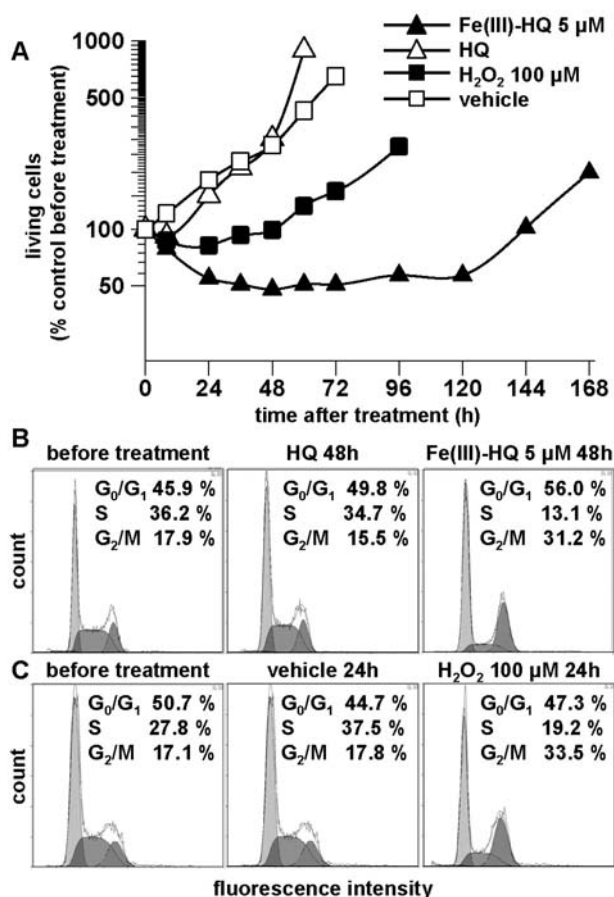 A
living cells
(% control before treatment)
1000
500
100
50
Fe(III)-HQ 5 µM
HQ
H₂O₂ 100 µM
vehicle
0 24 48 72 96 120 144 168
time after treatment (h)
B
before treatment HQ 48h Fe(III)-HQ 5 µM 48h
count
G₀/G₁ 45.9 % G₀/G₁ 49.8 % G₀/G₁ 56.0 %
S 36.2 % S 34.7 % S 13.1 %
G₂/M 17.9 % G₂/M 15.5 % G₂/M 31.2 %
C
before treatment vehicle 24h H₂O₂ 100 µM 24h
count
G₀/G₁ 50.7 % G₀/G₁ 44.7 % G₀/G₁ 47.3 %
S 27.8 % S 37.5 % S 19.2 %
G₂/M 17.1 % G₂/M 17.8 % G₂/M 33.5 %
fluorescence intensity